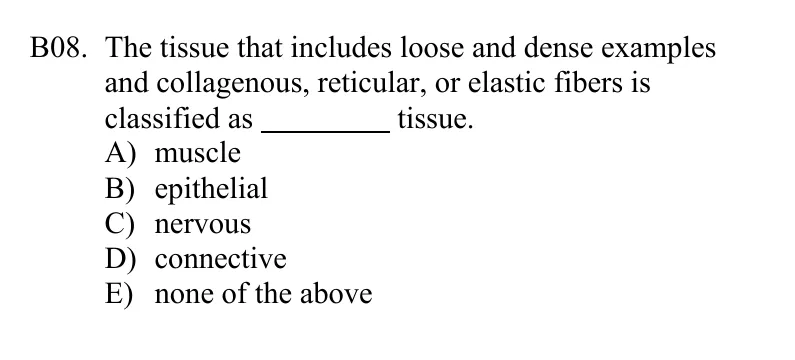 B08. The tissue that includes loose and dense examples
and collagenous, reticular, or elastic fibers is
classified as _________ tissue.
A) muscle
B) epithelial
C) nervous
D) connective
E) none of the above